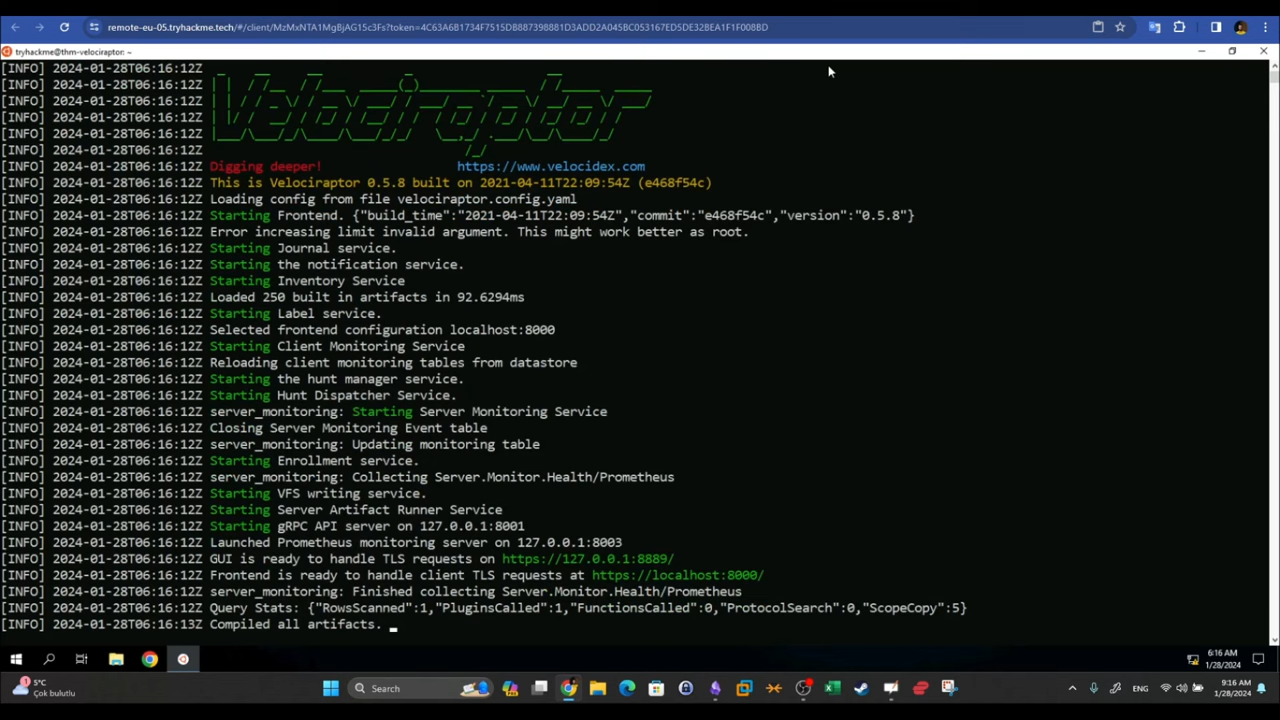 remote-eu-05.tryhackme.tech/#/client/MzMxNTA1MgBjAG15c3Fs?token=4C63A6B1734F7515DB887398881D3ADD2A045BC053167ED5DE32BEA1F1F008BD
tryhackme@thm-velociraptor: ~
[INFO] 2024-01-28T06:16:12Z
[INFO] 2024-01-28T06:16:12Z
[INFO] 2024-01-28T06:16:12Z
[INFO] 2024-01-28T06:16:12Z
[INFO] 2024-01-28T06:16:12Z
[INFO] 2024-01-28T06:16:12Z
Velociraptor
[INFO] 2024-01-28T06:16:12Z Digging deeper! https://www.velocidex.com
[INFO] 2024-01-28T06:16:12Z This is Velociraptor 0.5.8 built on 2021-04-11T22:09:54Z (e468f54c)
[INFO] 2024-01-28T06:16:12Z Loading config from file velociraptor.config.yaml
[INFO] 2024-01-28T06:16:12Z Starting Frontend. {"build_time":"2021-04-11T22:09:54Z","commit":"e468f54c","version":"0.5.8"}
[INFO] 2024-01-28T06:16:12Z Error increasing limit invalid argument. This might work better as root.
[INFO] 2024-01-28T06:16:12Z Starting Journal service.
[INFO] 2024-01-28T06:16:12Z Starting the notification service.
[INFO] 2024-01-28T06:16:12Z Starting Inventory Service
[INFO] 2024-01-28T06:16:12Z Loaded 250 built in artifacts in 92.6294ms
[INFO] 2024-01-28T06:16:12Z Starting Label service.
[INFO] 2024-01-28T06:16:12Z Selected frontend configuration localhost:8000
[INFO] 2024-01-28T06:16:12Z Starting Client Monitoring Service
[INFO] 2024-01-28T06:16:12Z Reloading client monitoring tables from datastore
[INFO] 2024-01-28T06:16:12Z Starting the hunt manager service.
[INFO] 2024-01-28T06:16:12Z Starting Hunt Dispatcher Service.
[INFO] 2024-01-28T06:16:12Z server_monitoring: Starting Server Monitoring Service
[INFO] 2024-01-28T06:16:12Z Closing Server Monitoring Event table
[INFO] 2024-01-28T06:16:12Z server_monitoring: Updating monitoring table
[INFO] 2024-01-28T06:16:12Z Starting Enrollment service.
[INFO] 2024-01-28T06:16:12Z server_monitoring: Collecting Server.Monitor.Health/Prometheus
[INFO] 2024-01-28T06:16:12Z Starting VFS writing service.
[INFO] 2024-01-28T06:16:12Z Starting Server Artifact Runner Service
[INFO] 2024-01-28T06:16:12Z Starting gRPC API server on 127.0.0.1:8001
[INFO] 2024-01-28T06:16:12Z Launched Prometheus monitoring server on 127.0.0.1:8003
[INFO] 2024-01-28T06:16:12Z GUI is ready to handle TLS requests on https://127.0.0.1:8889/
[INFO] 2024-01-28T06:16:12Z Frontend is ready to handle client TLS requests at https://localhost:8000/
[INFO] 2024-01-28T06:16:12Z server_monitoring: Finished collecting Server.Monitor.Health/Prometheus
[INFO] 2024-01-28T06:16:12Z Query Stats: {"RowsScanned":1,"PluginsCalled":1,"FunctionsCalled":0,"ProtocolSearch":0,"ScopeCopy":5}
[INFO] 2024-01-28T06:16:13Z Compiled all artifacts.
6:16 AM
1/28/2024
1
5°C
Çok bulutlu
Search
ENG
9:16 AM
1/28/2024